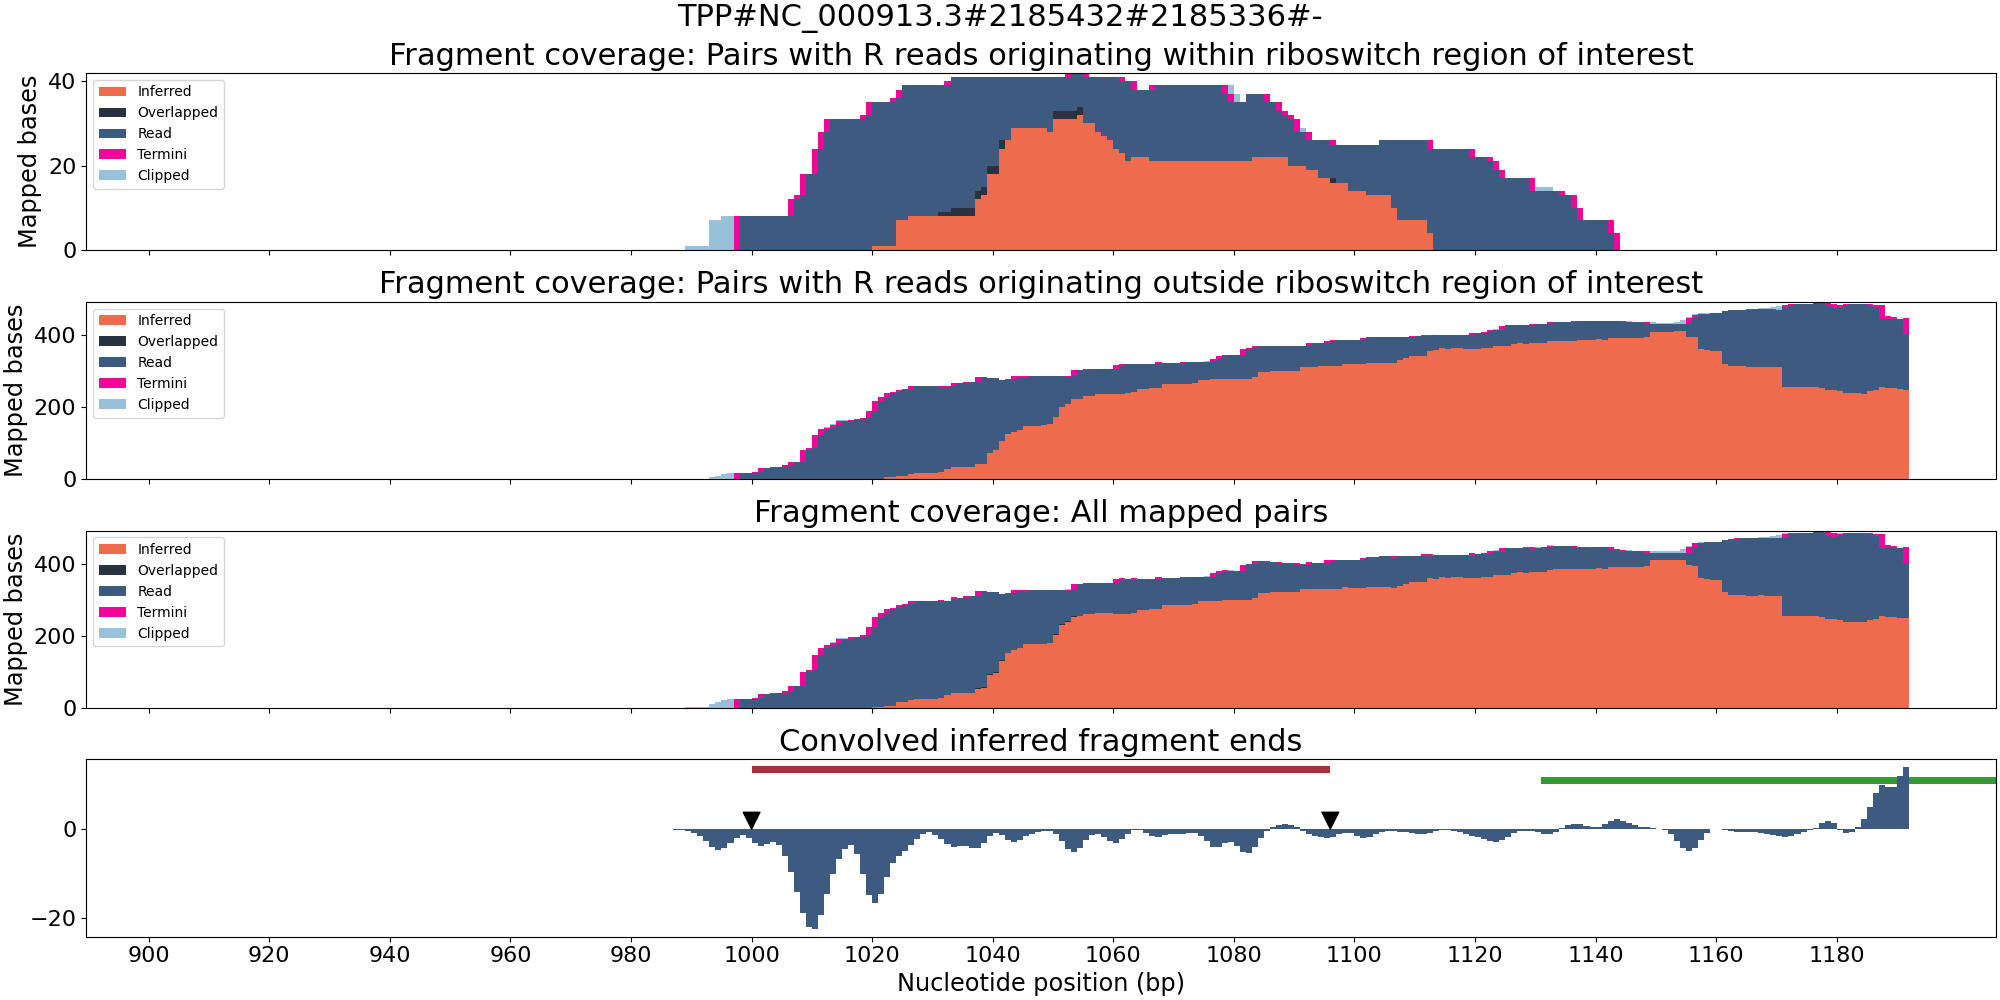 TPP#NC_000913.3#2185432#2185336#-
Fragment coverage: Pairs with R reads originating within riboswitch region of interest
Mapped bases
40
20
0
Inferred
Overlapped
Read
Termini
Clipped
Fragment coverage: Pairs with R reads originating outside riboswitch region of interest
Mapped bases
400
200
0
Inferred
Overlapped
Read
Termini
Clipped
Fragment coverage: All mapped pairs
Mapped bases
400
200
0
Inferred
Overlapped
Read
Termini
Clipped
Convolved inferred fragment ends
0
−20
900 920 940 960 980 1000 1020 1040 1060 1080 1100 1120 1140 1160 1180
Nucleotide position (bp)